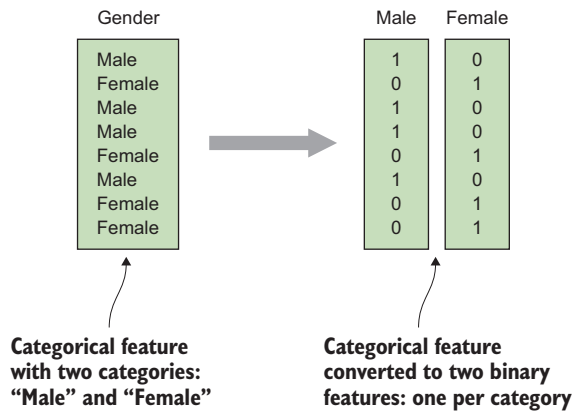 Gender
Male
Female
Male
Male
Female
Male
Female
Female
Male Female
1 0
0 1
1 0
1 0
0 1
1 0
0 1
0 1
Categorical feature
with two categories:
“Male” and “Female”
Categorical feature
converted to two binary
features: one per category